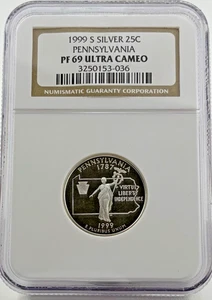 1999 S SILVER 25C
PENNSYLVANIA
PF 69 ULTRA CAMEO
3250153-036
NUMISMATIC GUARANTY CORPORATION
PENNSYLVANIA
1787
VIRTUE
LIBERTY
INDEPENDENCE
1999
E PLURIBUS UNUM